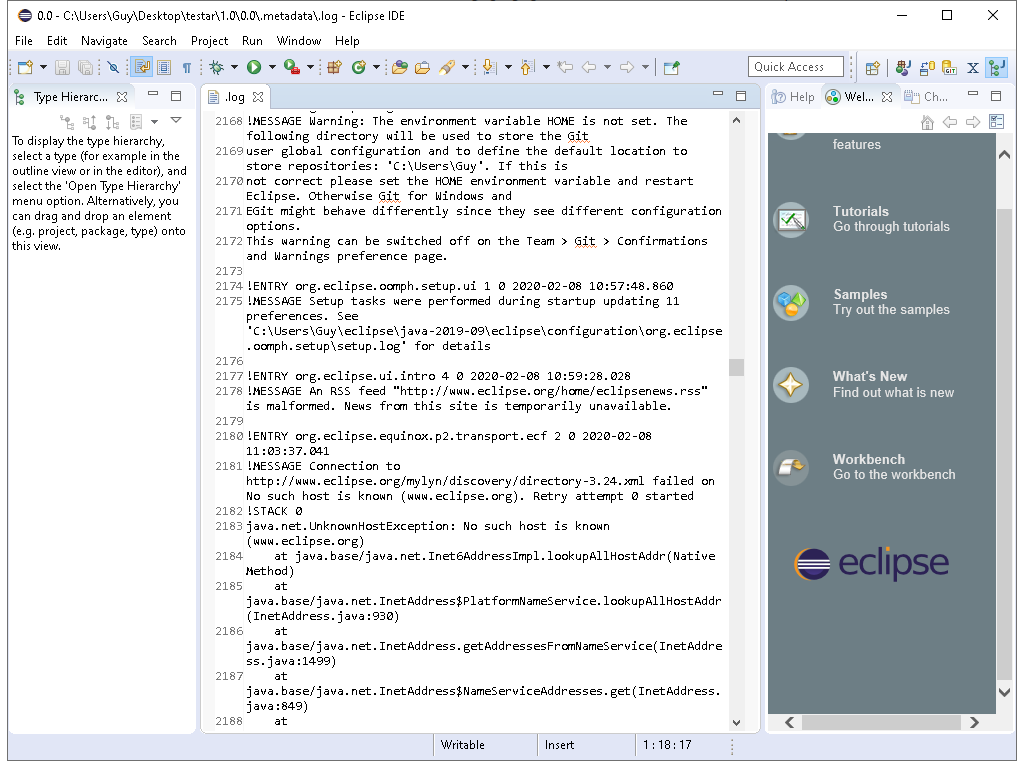 0.0 - C:\Users\Guy\Desktop\testar\1.0\0.0\.metadata\.log - Eclipse IDE
File Edit Navigate Search Project Run Window Help
Quick Access
Type Hierarc...
.log
Help
Wel...
Ch...
To display the type hierarchy,
select a type (for example in the
outline view or in the editor), and
select the 'Open Type Hierarchy'
menu option. Alternatively, you
can drag and drop an element
(e.g. project, package, type) onto
this view.
2168 !MESSAGE Warning: The environment variable HOME is not set. The
following directory will be used to store the Git
2169 user global configuration and to define the default location to
store repositories: 'C:\Users\Guy'. If this is
2170 not correct please set the HOME environment variable and restart
Eclipse. Otherwise Git for Windows and
2171 EGit might behave differently since they see different configuration
options.
2172 This warning can be switched off on the Team > Git > Confirmations
and Warnings preference page.
2173
2174 !ENTRY org.eclipse.oomph.setup.ui 1 0 2020-02-08 10:57:48.860
2175 !MESSAGE Setup tasks were performed during startup updating 11
preferences. See
'C:\Users\Guy\eclipse\java-2019-09\eclipse\configuration\org.eclipse
.oomph.setup\setup.log' for details
2176
2177 !ENTRY org.eclipse.ui.intro 4 0 2020-02-08 10:59:28.028
2178 !MESSAGE An RSS feed "http://www.eclipse.org/home/eclipsenews.rss"
is malformed. News from this site is temporarily unavailable.
2179
2180 !ENTRY org.eclipse.equinox.p2.transport.ecf 2 0 2020-02-08
11:03:37.041
2181 !MESSAGE Connection to
http://www.eclipse.org/mylyn/discovery/directory-3.24.xml failed on
No such host is known (www.eclipse.org). Retry attempt 0 started
2182 !STACK 0
2183 java.net.UnknownHostException: No such host is known
(www.eclipse.org)
2184 at java.base/java.net.Inet6AddressImpl.lookupAllHostAddr(Native
Method)
2185 at
java.base/java.net.InetAddress$PlatformNameService.lookupAllHostAddr
(InetAddress.java:930)
2186 at
java.base/java.net.InetAddress.getAddressesFromNameService(InetAddre
ss.java:1499)
2187 at
java.base/java.net.InetAddress$NameServiceAddresses.get(InetAddress.
java:849)
2188 at
features
Tutorials
Go through tutorials
Samples
Try out the samples
What's New
Find out what is new
Workbench
Go to the workbench
eclipse
Writable
Insert
1 : 18 : 17